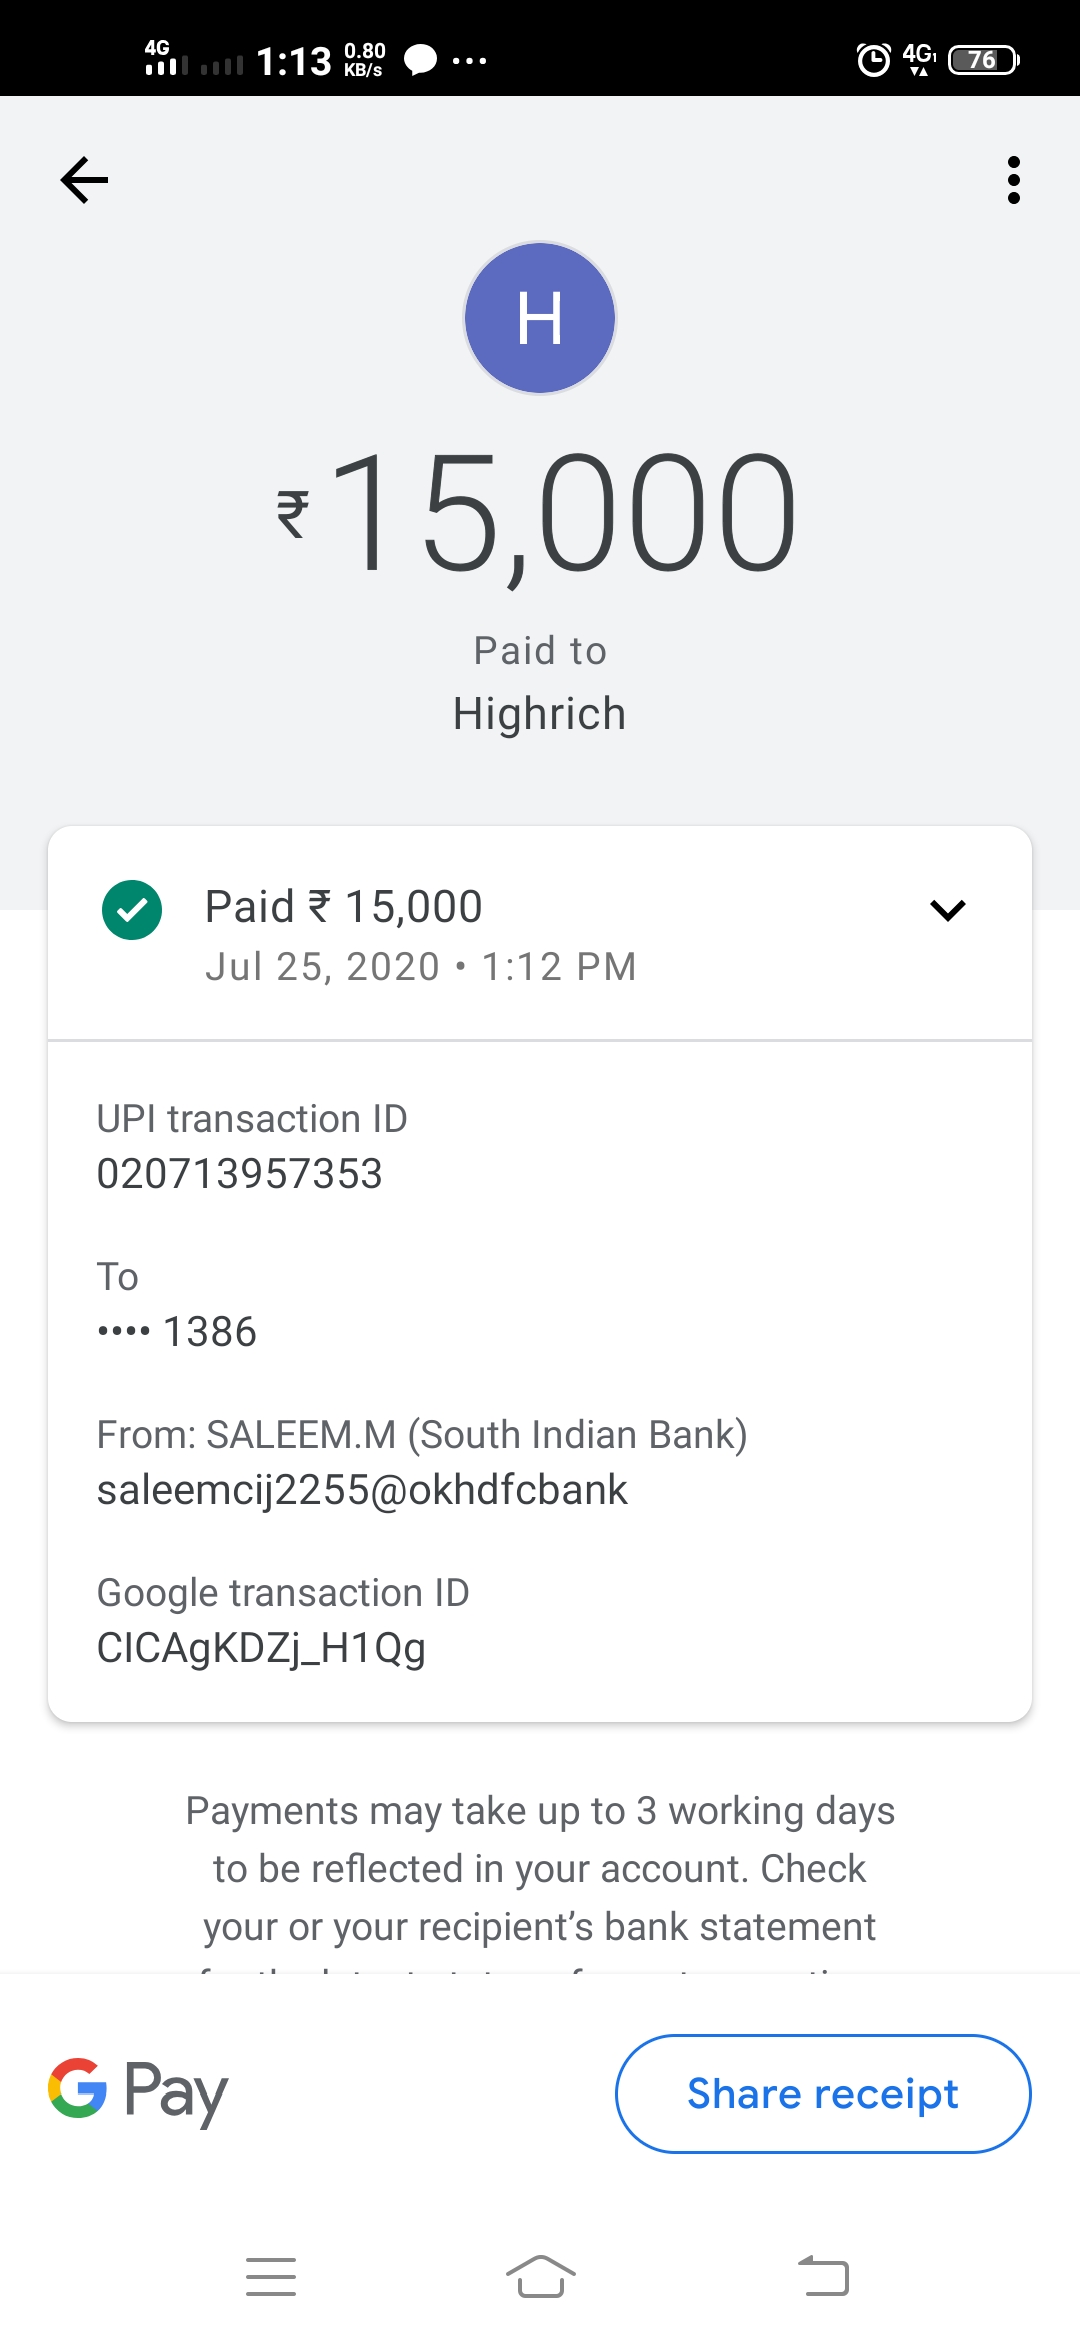 4G 1:13 0.80 KB/s ... 4G1 76
H
₹15,000
Paid to
Highrich
Paid ₹ 15,000
Jul 25, 2020 • 1:12 PM
UPI transaction ID
020713957353
To
•••• 1386
From: SALEEM.M (South Indian Bank)
saleemcij2255@okhdfcbank
Google transaction ID
CICAgKDZj_H1Qg
Payments may take up to 3 working days
to be reflected in your account. Check
your or your recipient’s bank statement
G Pay
Share receipt